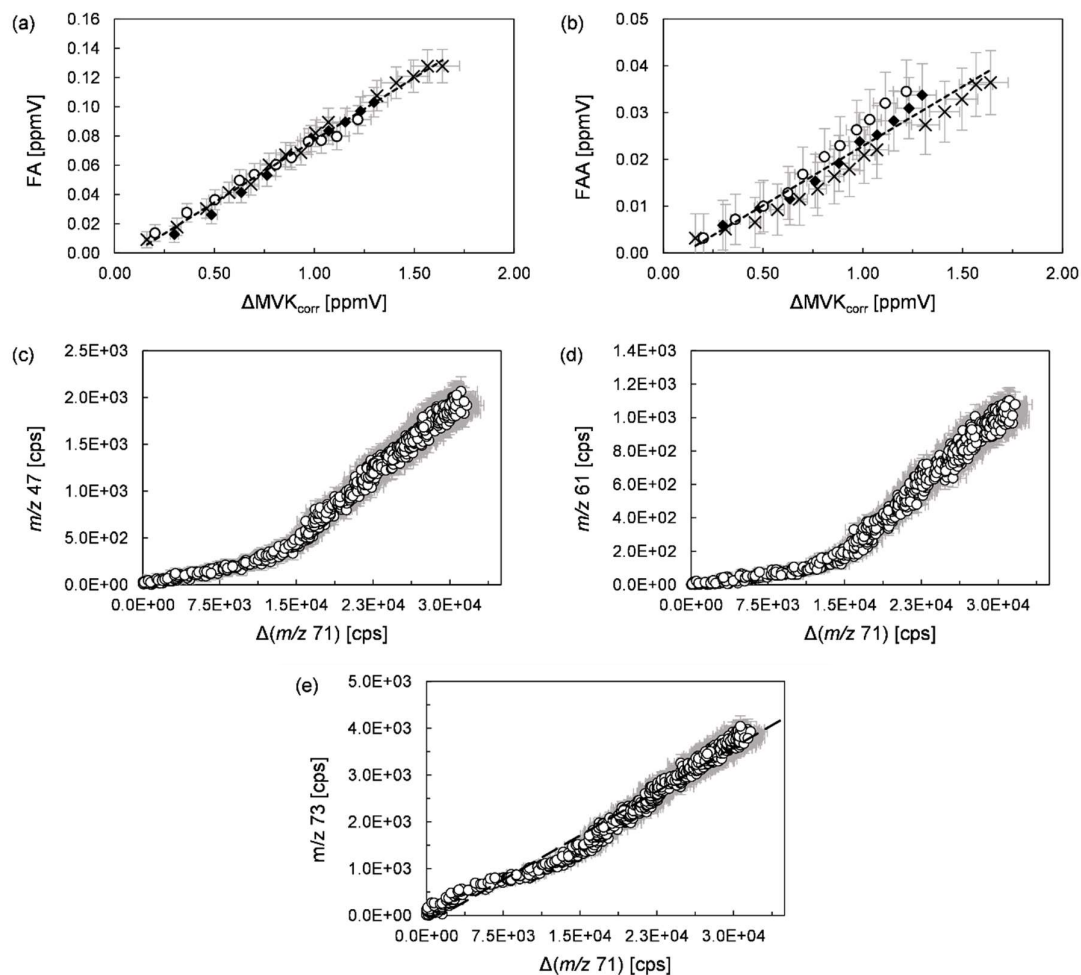 (a)
FA [ppmV]
0.16
0.14
0.12
0.10
0.08
0.06
0.04
0.02
0.00
0.00 0.50 1.00 1.50 2.00
ΔMVKcorr [ppmV]
(b)
FAA [ppmV]
0.05
0.04
0.03
0.02
0.01
0.00
0.00 0.50 1.00 1.50 2.00
ΔMVKcorr [ppmV]
(c)
m/z 47 [cps]
2.5E+03
2.0E+03
1.5E+03
1.0E+03
5.0E+02
0.0E+00
0.0E+00 7.5E+03 1.5E+04 2.3E+04 3.0E+04
Δ(m/z 71) [cps]
(d)
m/z 61 [cps]
1.4E+03
1.2E+03
1.0E+03
8.0E+02
6.0E+02
4.0E+02
2.0E+02
0.0E+00
0.0E+00 7.5E+03 1.5E+04 2.3E+04 3.0E+04
Δ(m/z 71) [cps]
(e)
m/z 73 [cps]
5.0E+03
4.0E+03
3.0E+03
2.0E+03
1.0E+03
0.0E+00
0.0E+00 7.5E+03 1.5E+04 2.3E+04 3.0E+04
Δ(m/z 71) [cps]